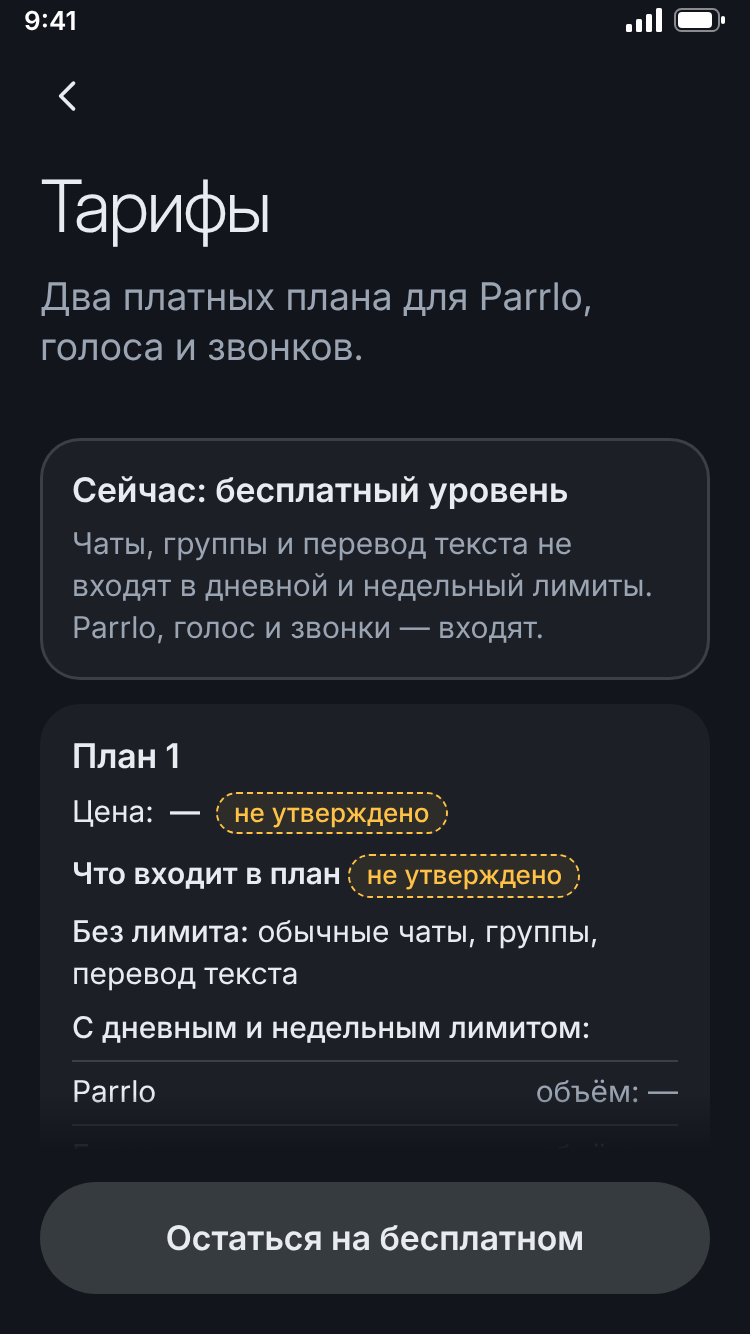 9:41
Тарифы
Два платных плана для Parrlo,
голоса и звонков.
Сейчас: бесплатный уровень
Чаты, группы и перевод текста не
входят в дневной и недельный лимиты.
Parrlo, голос и звонки — входят.
План 1
Цена: — не утверждено
Что входит в план не утверждено
Без лимита: обычные чаты, группы,
перевод текста
С дневным и недельным лимитом:
Parrlo объём: —
Остаться на бесплатном